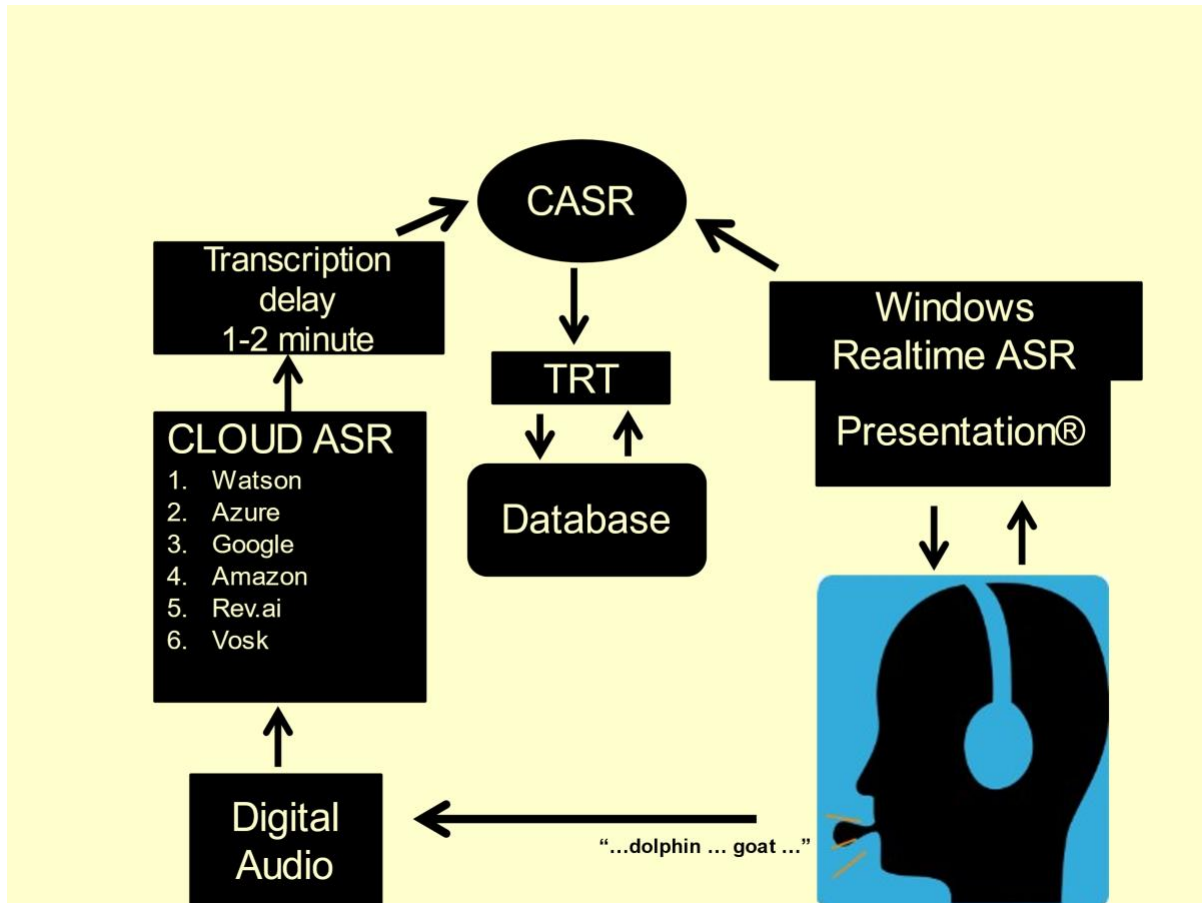 CASR
Transcription
delay
1-2 minute
Windows
Realtime ASR
Presentation®
TRT
Database
CLOUD ASR
1. Watson
2. Azure
3. Google
4. Amazon
5. Rev.ai
6. Vosk
Digital
Audio
“...dolphin ... goat ...”